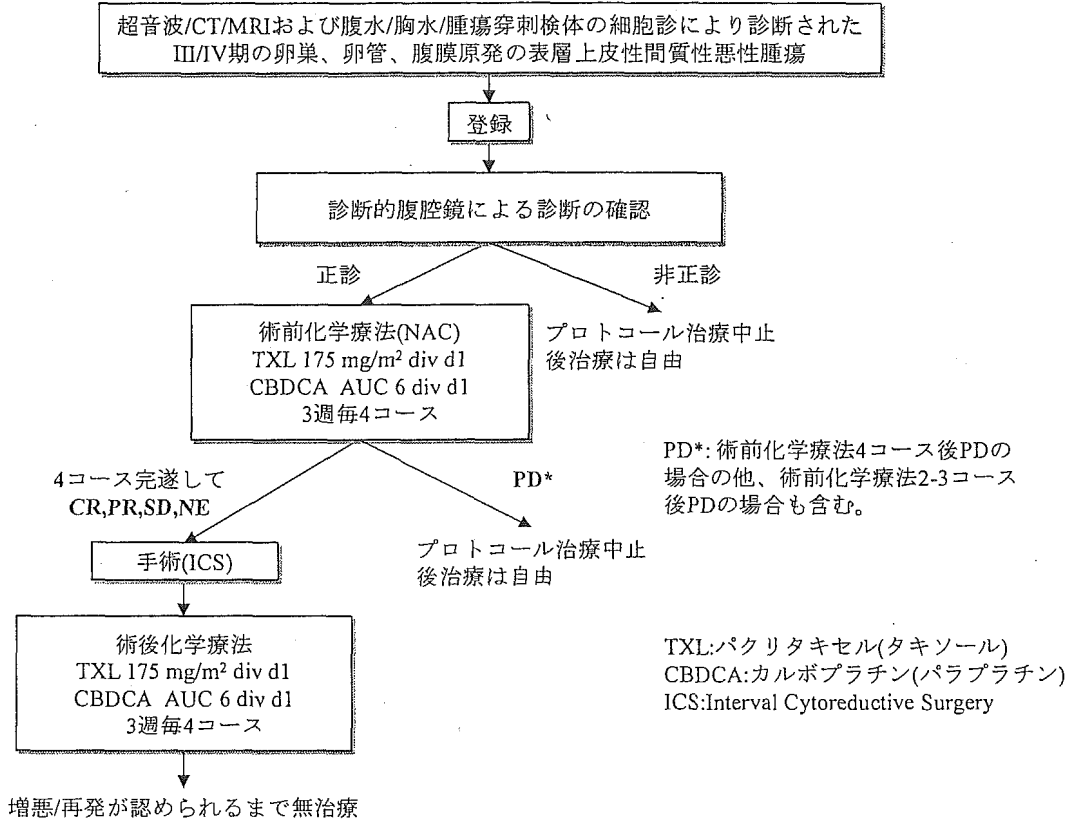 超音波/CT/MRIおよび腹水/胸水/腫瘍穿刺検体の細胞診により診断された
III/IV期の卵巣、卵管、腹膜原発の表層上皮性間質性悪性腫瘍
登録
診断的腹腔鏡による診断の確認
正診
非正診
術前化学療法(NAC)
TXL 175 mg/m² div d1
CBDCA AUC 6 div d1
3週毎4コース
プロトコール治療中止
後治療は自由
4コース完遂して
CR,PR,SD,NE
PD*
PD*: 術前化学療法4コース後PDの
場合の他、術前化学療法2-3コース
後PDの場合も含む。
手術(ICS)
プロトコール治療中止
後治療は自由
術後化学療法
TXL 175 mg/m² div d1
CBDCA AUC 6 div d1
3週毎4コース
TXL:パクリタキセル(タキソール)
CBDCA:カルボプラチン(パラプラチン)
ICS:Interval Cytoreductive Surgery
増悪/再発が認められるまで無治療